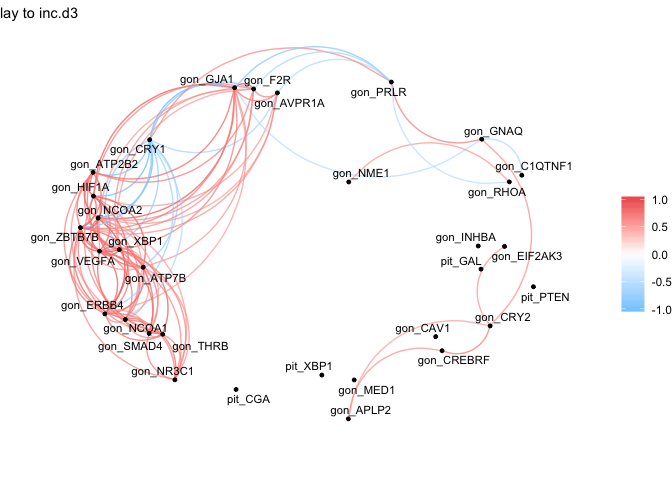 lay to inc.d3
gon_GJA1
gon_F2R
gon_PRLR
gon_AVPR1A
gon_GNAQ
gon_CRY1
gon_ATP2B2
gon_C1QTNF1
gon_NME1
gon_HIF1A
gon_RHOA
1.0
gon_NCOA2
0.5
gon_ZBTB7B
gon_XBP1
gon_INHBA
0.0
gon_EIF2AK3
gon_VEGFA
pit_GAL
-0.5
gon_ATP7B
pit_PTEN
gon_ERBB4
-1.0
gon_CRY2
gon_NCOA1
gon_CAV1
gon_SMAD4
gon_THRB
gon_CREBRF
pit_XBP1
gon_NR3C1
gon_MED1
pit_CGA
gon_APLP2